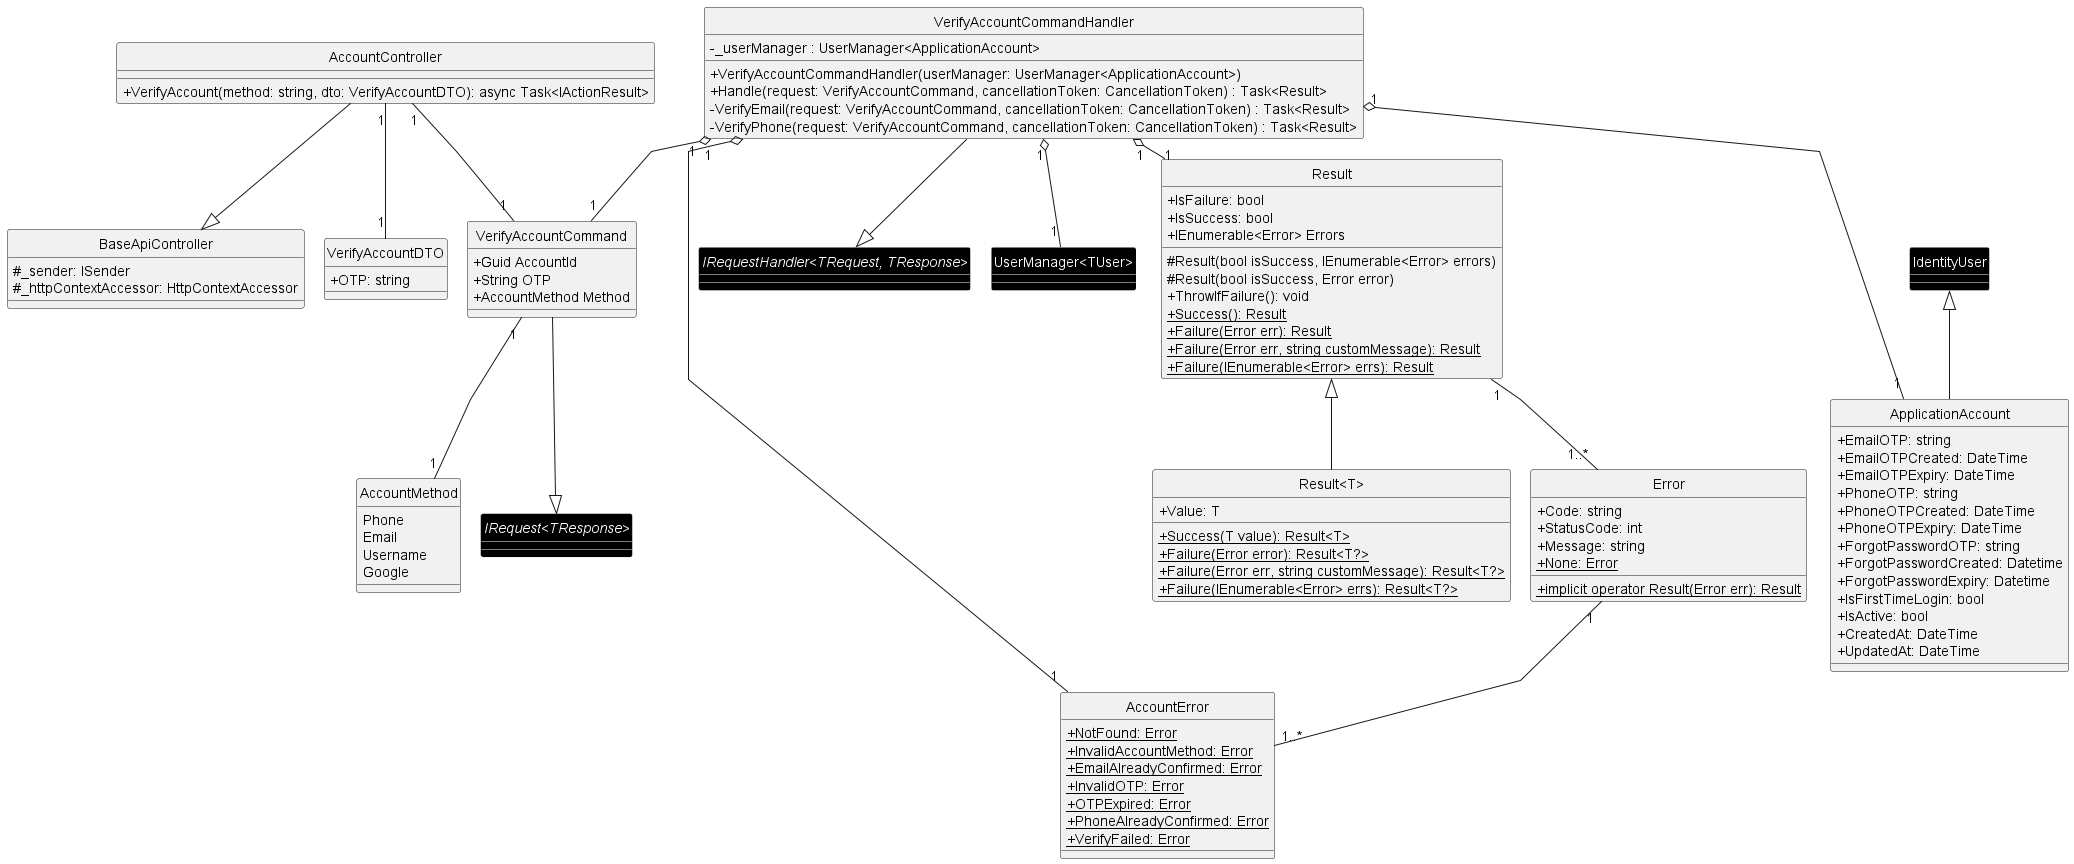 VerifyAccountCommandHandler
-_userManager : UserManager<ApplicationAccount>
+VerifyAccountCommandHandler(userManager: UserManager<ApplicationAccount>)
+Handle(request: VerifyAccountCommand, cancellationToken: CancellationToken) : Task<Result>
-VerifyEmail(request: VerifyAccountCommand, cancellationToken: CancellationToken) : Task<Result>
-VerifyPhone(request: VerifyAccountCommand, cancellationToken: CancellationToken) : Task<Result>
AccountController
+VerifyAccount(method: string, dto: VerifyAccountDTO): async Task<IActionResult>
1
1
1
1
1
1
1
1
1
1
1
1
1
1
BaseApiController
#_sender: ISender
#_httpContextAccessor: HttpContextAccessor
VerifyAccountDTO
+OTP: string
VerifyAccountCommand
+Guid AccountId
+String OTP
+AccountMethod Method
IRequestHandler<TRequest, TResponse>
UserManager<TUser>
Result
+IsFailure: bool
+IsSuccess: bool
+IEnumerable<Error> Errors
#Result(bool isSuccess, IEnumerable<Error> errors)
#Result(bool isSuccess, Error error)
+ThrowIfFailure(): void
+Success(): Result
+Failure(Error err): Result
+Failure(Error err, string customMessage): Result
+Failure(IEnumerable<Error> errs): Result
IdentityUser
1
1
1
1..*
AccountMethod
Phone
Email
Username
Google
IRequest<TResponse>
Result<T>
+Value: T
+Success(T value): Result<T>
+Failure(Error error): Result<T?>
+Failure(Error err, string customMessage): Result<T?>
+Failure(IEnumerable<Error> errs): Result<T?>
Error
+Code: string
+StatusCode: int
+Message: string
+None: Error
+implicit operator Result(Error err): Result
ApplicationAccount
+EmailOTP: string
+EmailOTPCreated: DateTime
+EmailOTPExpiry: DateTime
+PhoneOTP: string
+PhoneOTPCreated: DateTime
+PhoneOTPExpiry: DateTime
+ForgotPasswordOTP: string
+ForgotPasswordCreated: Datetime
+ForgotPasswordExpiry: Datetime
+IsFirstTimeLogin: bool
+IsActive: bool
+CreatedAt: DateTime
+UpdatedAt: DateTime
1
1
1..*
AccountError
+NotFound: Error
+InvalidAccountMethod: Error
+EmailAlreadyConfirmed: Error
+InvalidOTP: Error
+OTPExpired: Error
+PhoneAlreadyConfirmed: Error
+VerifyFailed: Error